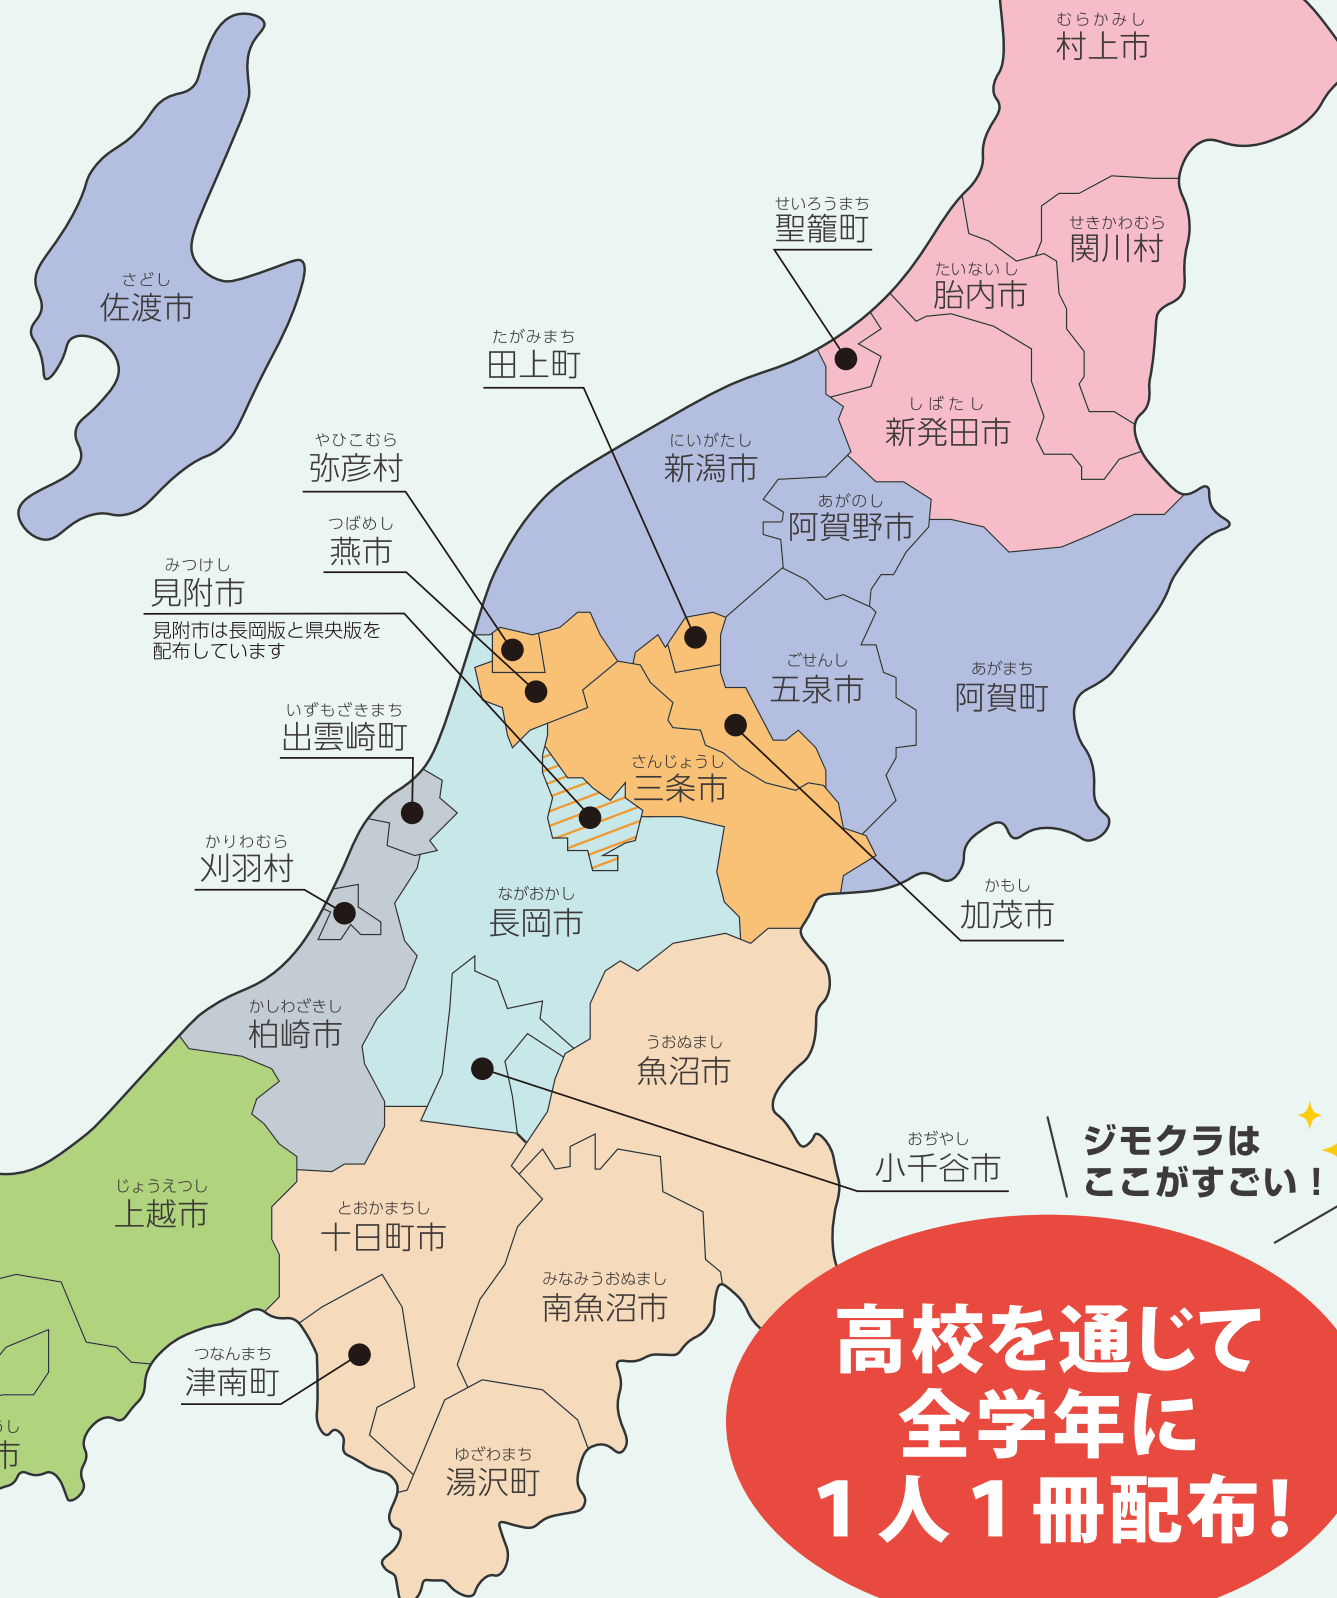 むらかみし
村上市
せいろうまち
聖籠町
せきかわむら
関川村
たいないし
胎内市
さどし
佐渡市
たがみまち
田上町
しばたし
新発田市
やひこむら
弥彦村
にいがたし
新潟市
あがのし
阿賀野市
つばめし
燕市
みつけし
見附市
見附市は長岡版と県央版を
配布しています
ごせんし
五泉市
あがまち
阿賀町
いずもざきまち
出雲崎町
さんじょうし
三条市
かりわむら
刈羽村
ながおかし
長岡市
かもし
加茂市
かしわざきし
柏崎市
うおぬまし
魚沼市
おぢやし
小千谷市
ジモクラは
ここがすごい！
じょうえつし
上越市
とおかまちし
十日町市
みなみうおぬまし
南魚沼市
つなんまち
津南町
うし
市
ゆざわまち
湯沢町
高校を通じて
全学年に
1人1冊配布！